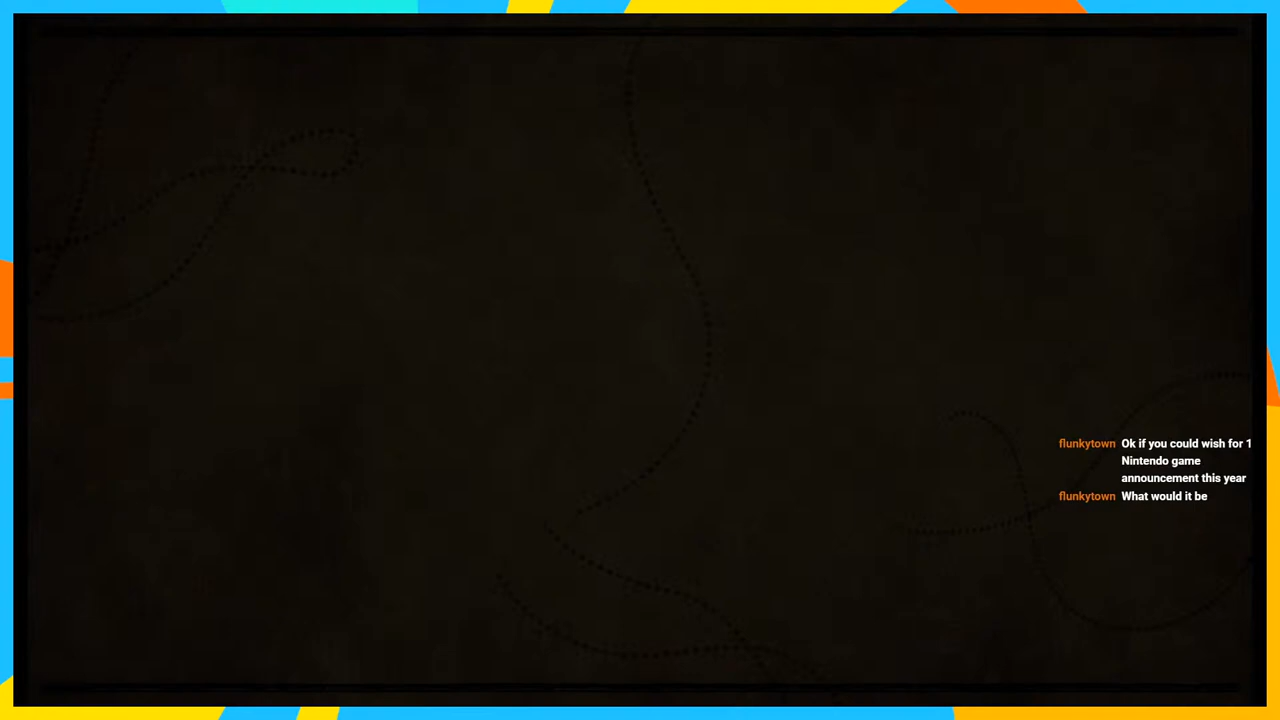 flunkytown Ok if you could wish for 1
Nintendo game
announcement this year
flunkytown What would it be